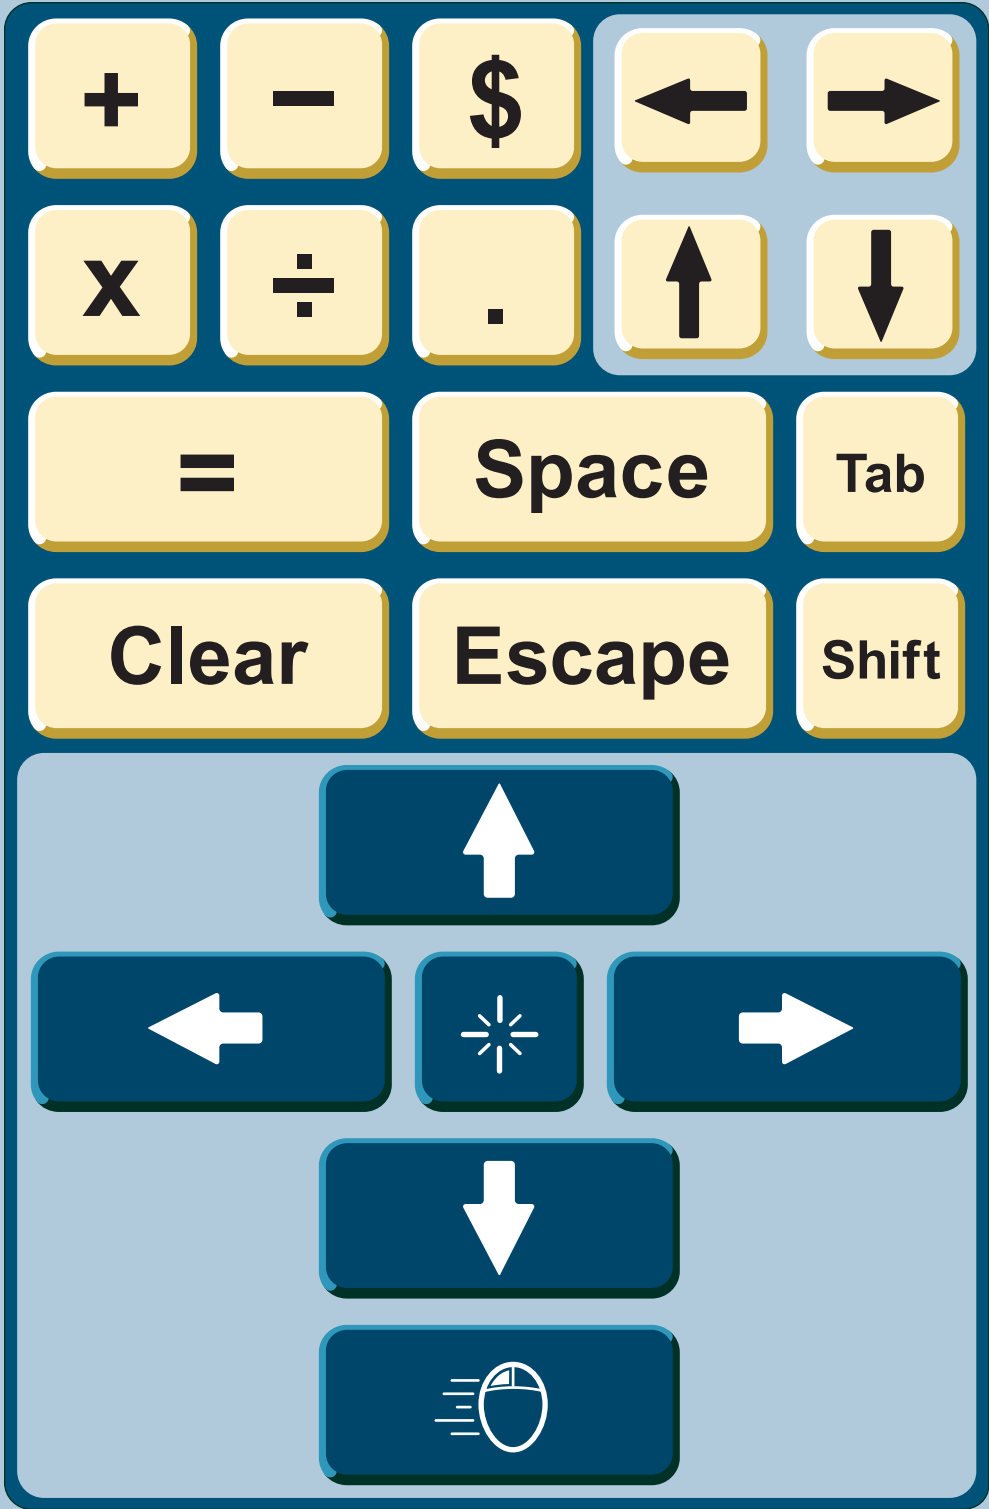 + − $ ← →
x ÷ . ↑ ↓
= Space Tab
Clear Escape Shift